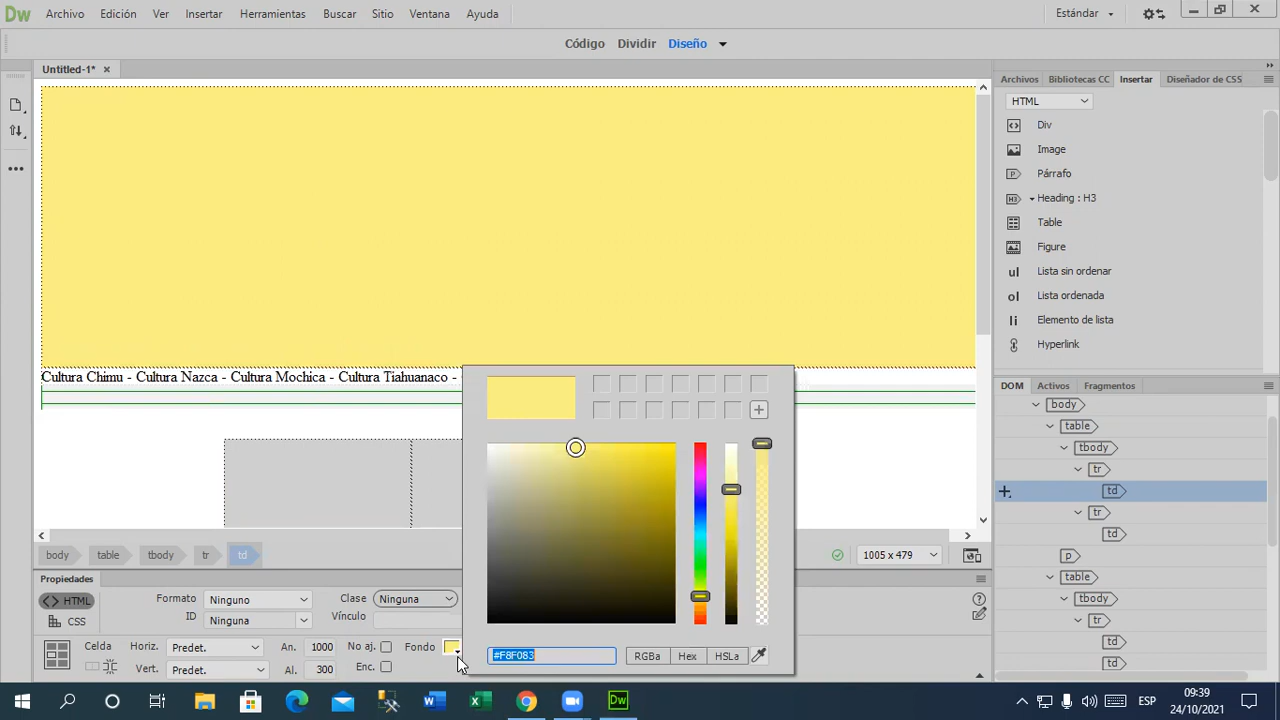 Dw Archivo Edición Ver Insertar Herramientas Buscar Sitio Ventana Ayuda Estándar
Código Dividir Diseño
Untitled-1* ×
Archivos Bibliotecas CC Insertar Diseñador de CSS
HTML
Div
Image
Párrafo
Heading : H3
Table
Figure
ul Lista sin ordenar
ol Lista ordenada
li Elemento de lista
Hyperlink
Cultura Chimu - Cultura Nazca - Cultura Mochica - Cultura Tiahuanaco -
DOM Activos Fragmentos
body
table
tbody
tr
td
tr
td
p
table
tbody
tr
td
td
body table tbody tr td 1005 x 479
#F8F083 RGBa Hex HSLa
Propiedades
<> HTML Formato Ninguno Clase Ninguna
CSS ID Ninguna Vínculo
Celda Horiz. Predet. An. 1000 No aj. Fondo
Vert. Predet. Al. 300 Enc.
Dw ESP 09:39
24/10/2021